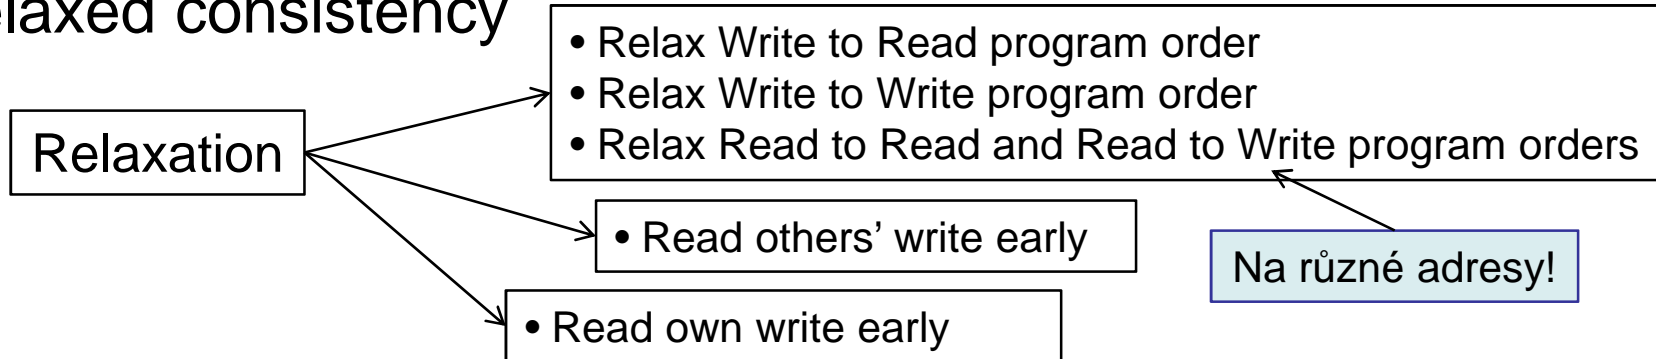 elaxed consistency
• Relax Write to Read program order
• Relax Write to Write program order
• Relax Read to Read and Read to Write program orders
Relaxation
• Read others’ write early
Na různé adresy!
• Read own write early